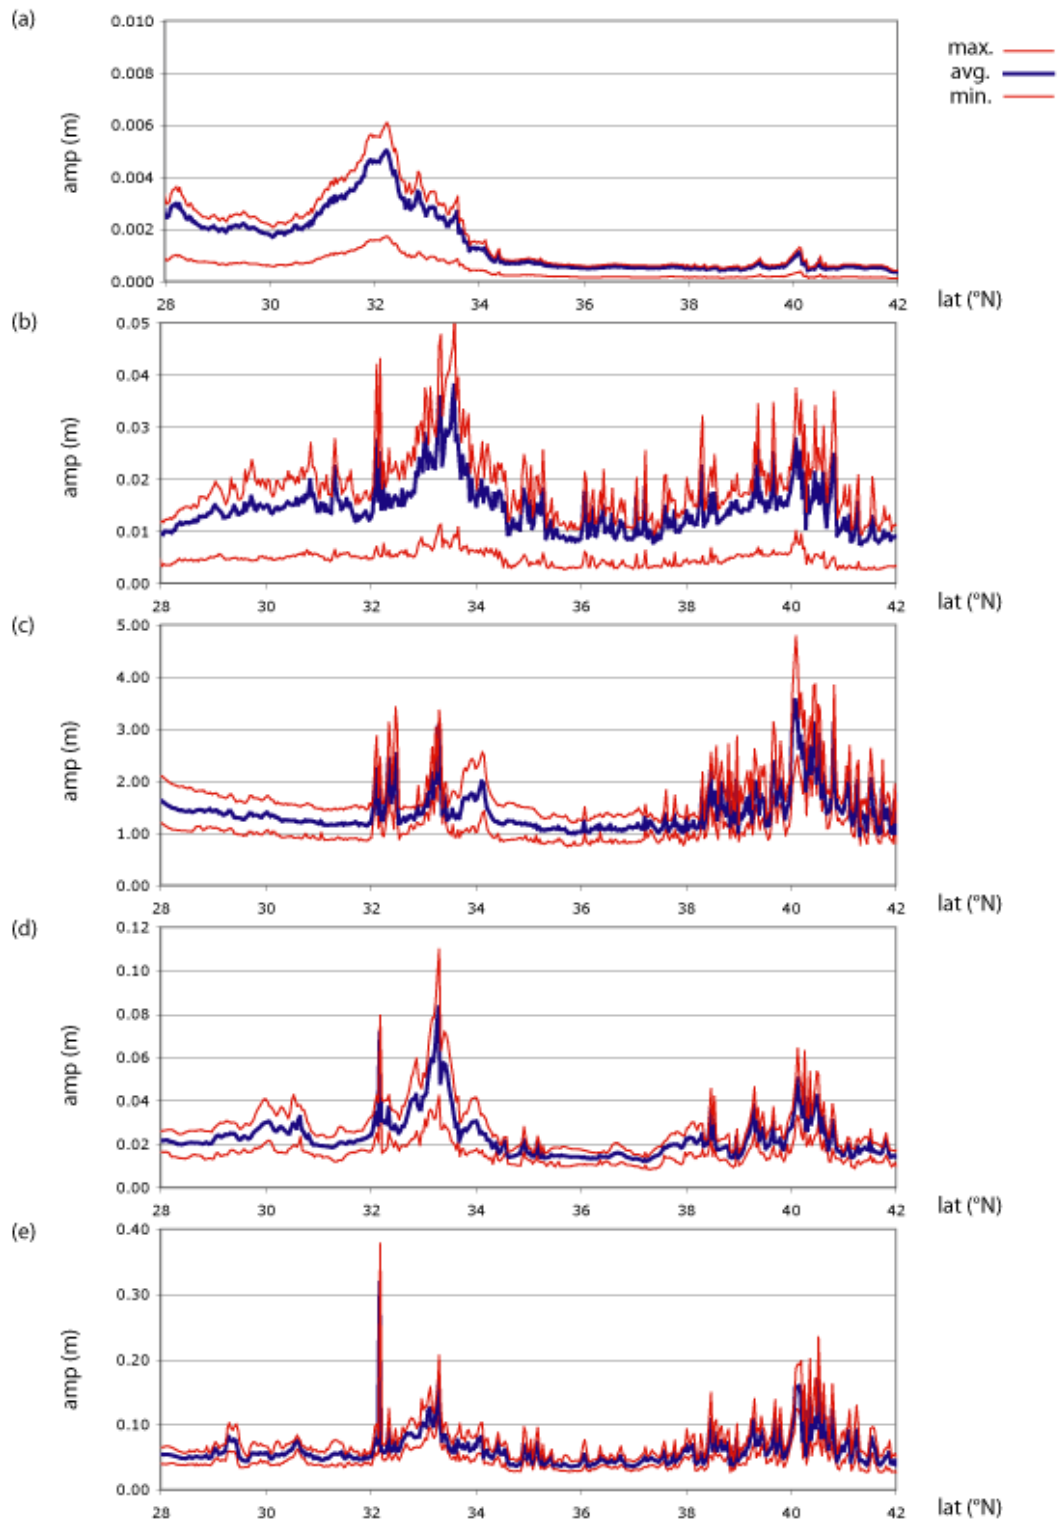 (a)
0.010
0.008
0.006
0.004
0.002
0.000
amp (m)
28 30 32 34 36 38 40 42
lat (°N)
max.
avg.
min.
(b)
0.05
0.04
0.03
0.02
0.01
0.00
amp (m)
28 30 32 34 36 38 40 42
lat (°N)
(c)
5.00
4.00
3.00
2.00
1.00
0.00
amp (m)
28 30 32 34 36 38 40 42
lat (°N)
(d)
0.12
0.10
0.08
0.06
0.04
0.02
0.00
amp (m)
28 30 32 34 36 38 40 42
lat (°N)
(e)
0.40
0.30
0.20
0.10
0.00
amp (m)
28 30 32 34 36 38 40 42
lat (°N)